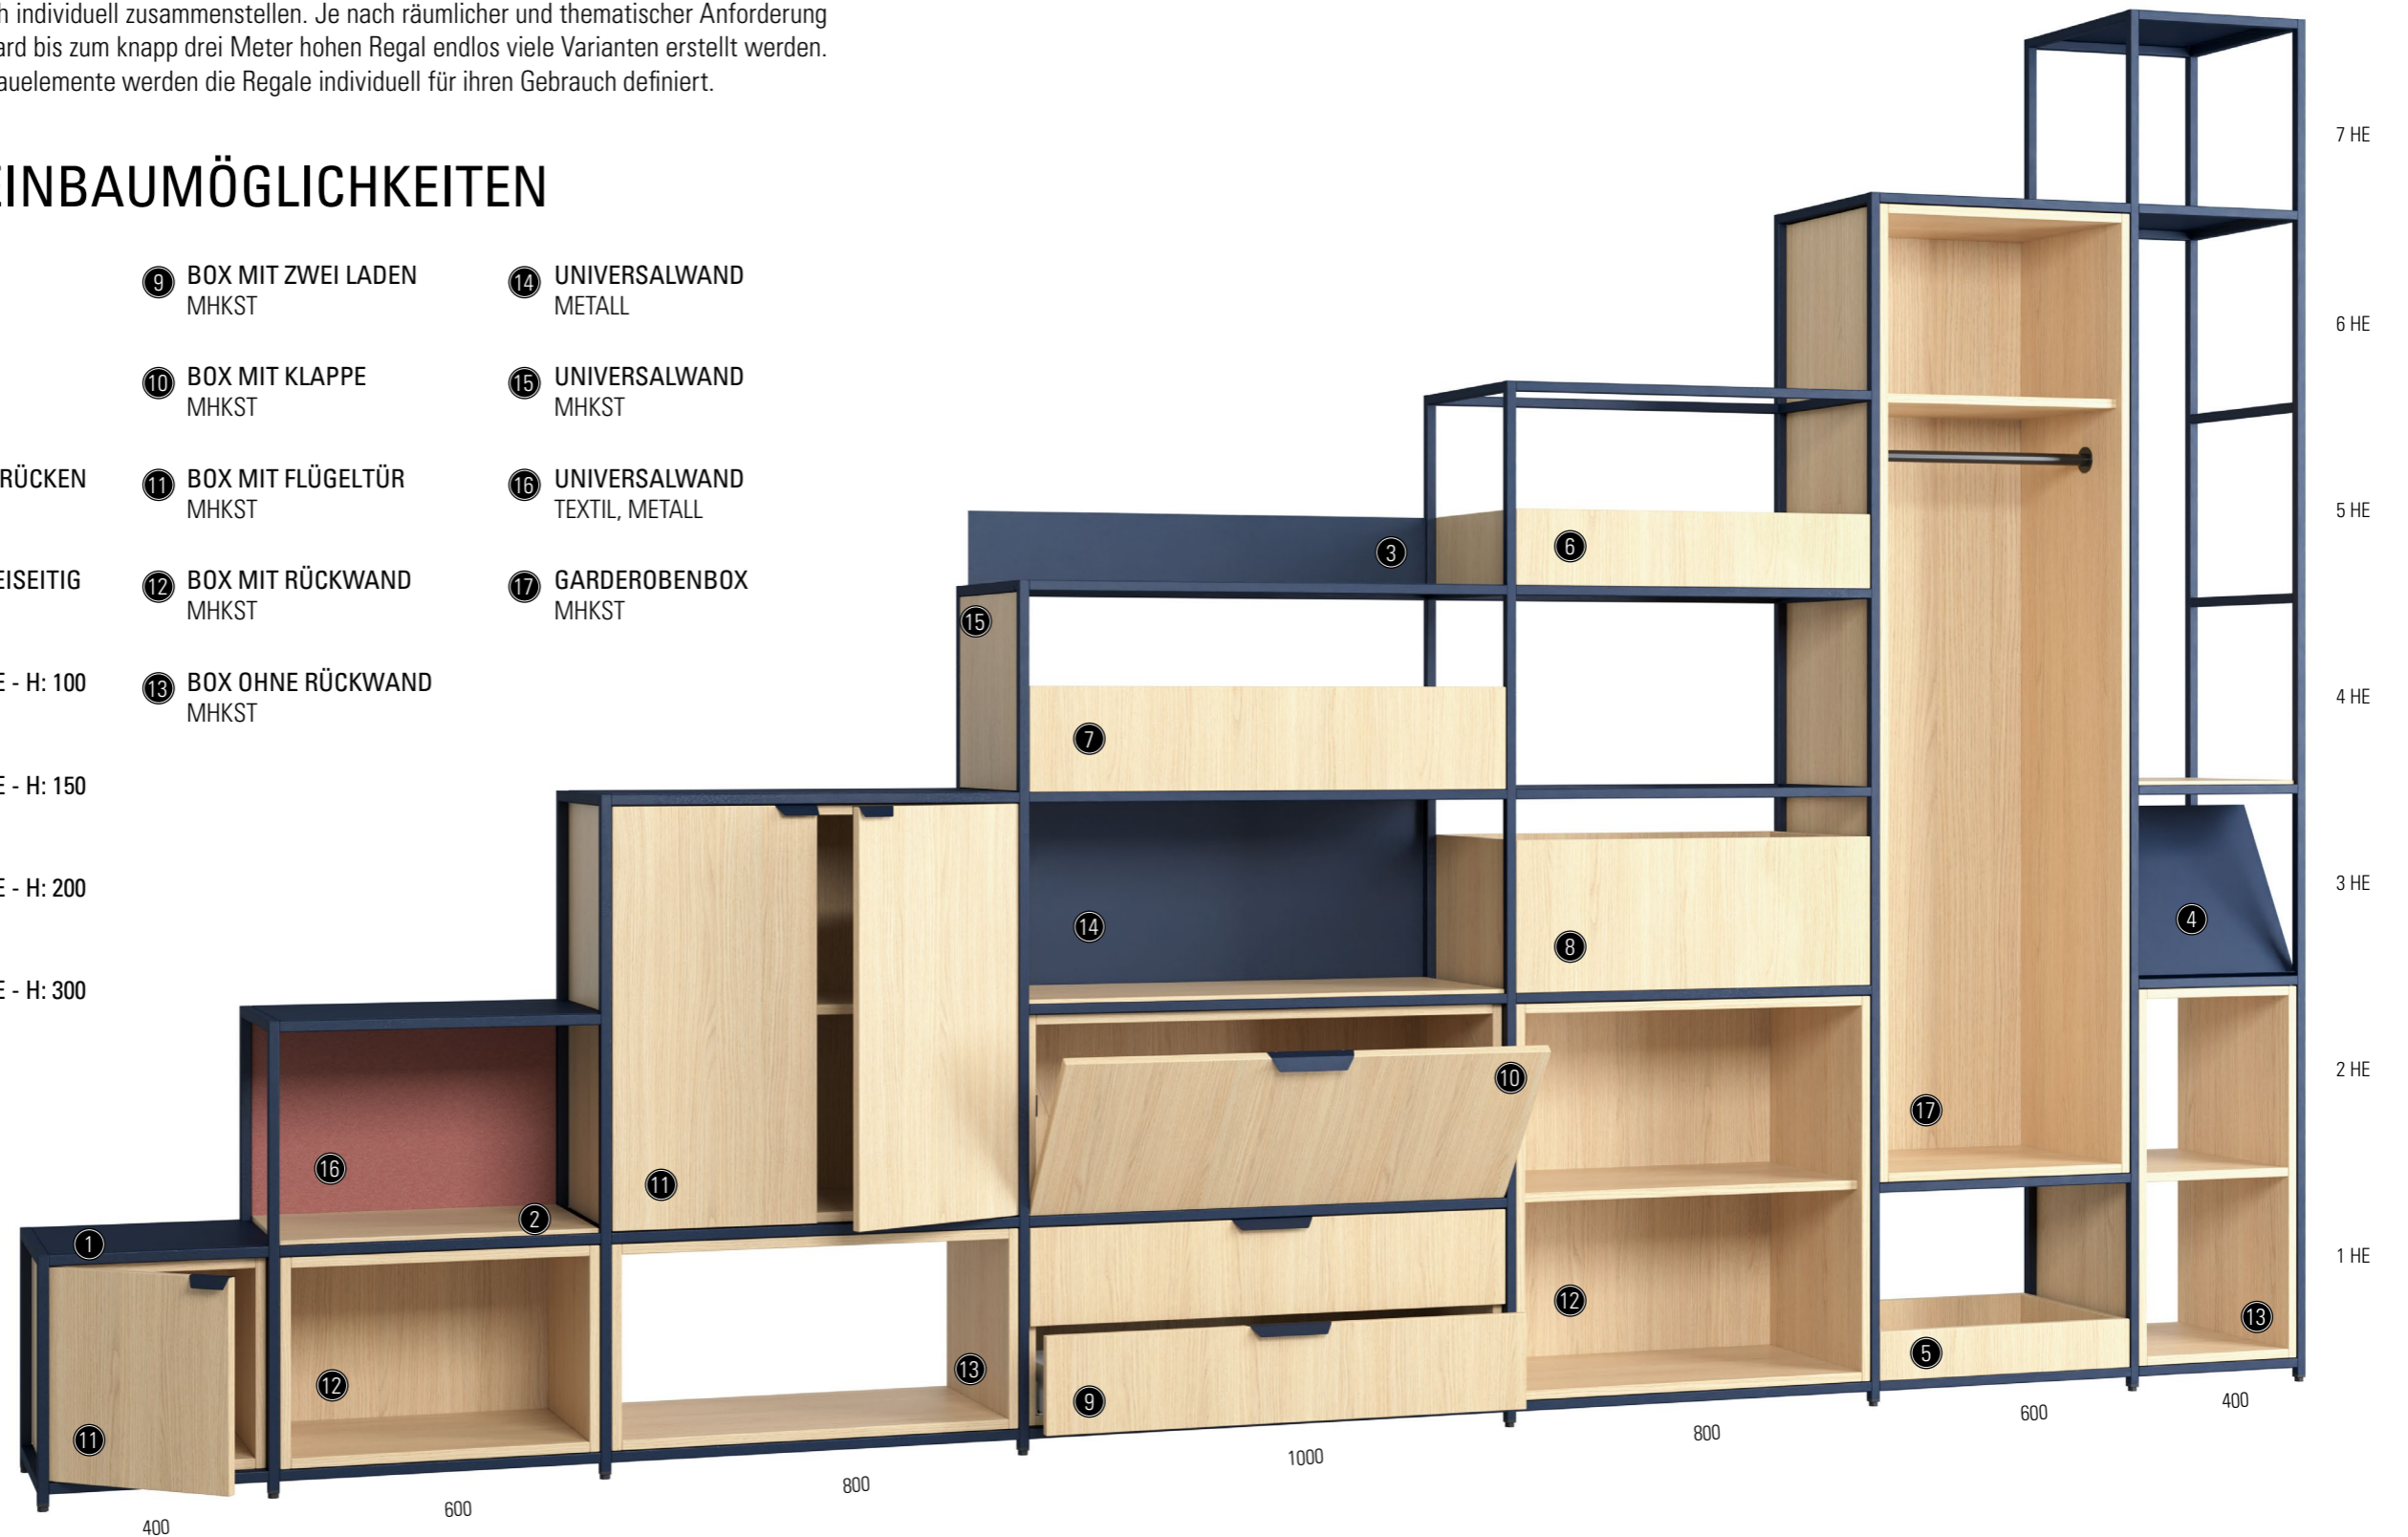 h individuell zusammenstellen. Je nach räumlicher und thematischer Anforderung
ard bis zum knapp drei Meter hohen Regal endlos viele Varianten erstellt werden.
auelemente werden die Regale individuell für ihren Gebrauch definiert.
EINBAUMÖGLICHKEITEN
RÜCKEN
EISEITIG
E - H: 100
E - H: 150
E - H: 200
E - H: 300
9 BOX MIT ZWEI LADEN
MHKST
10 BOX MIT KLAPPE
MHKST
11 BOX MIT FLÜGELTÜR
MHKST
12 BOX MIT RÜCKWAND
MHKST
13 BOX OHNE RÜCKWAND
MHKST
14 UNIVERSALWAND
METALL
15 UNIVERSALWAND
MHKST
16 UNIVERSALWAND
TEXTIL, METALL
17 GARDEROBENBOX
MHKST
7 HE
6 HE
5 HE
4 HE
3 HE
2 HE
1 HE
3
6
15
7
14
8
4
10
17
16
11
2
1
12
13
5
13
12
9
11
400
600
800
1000
800
600
400